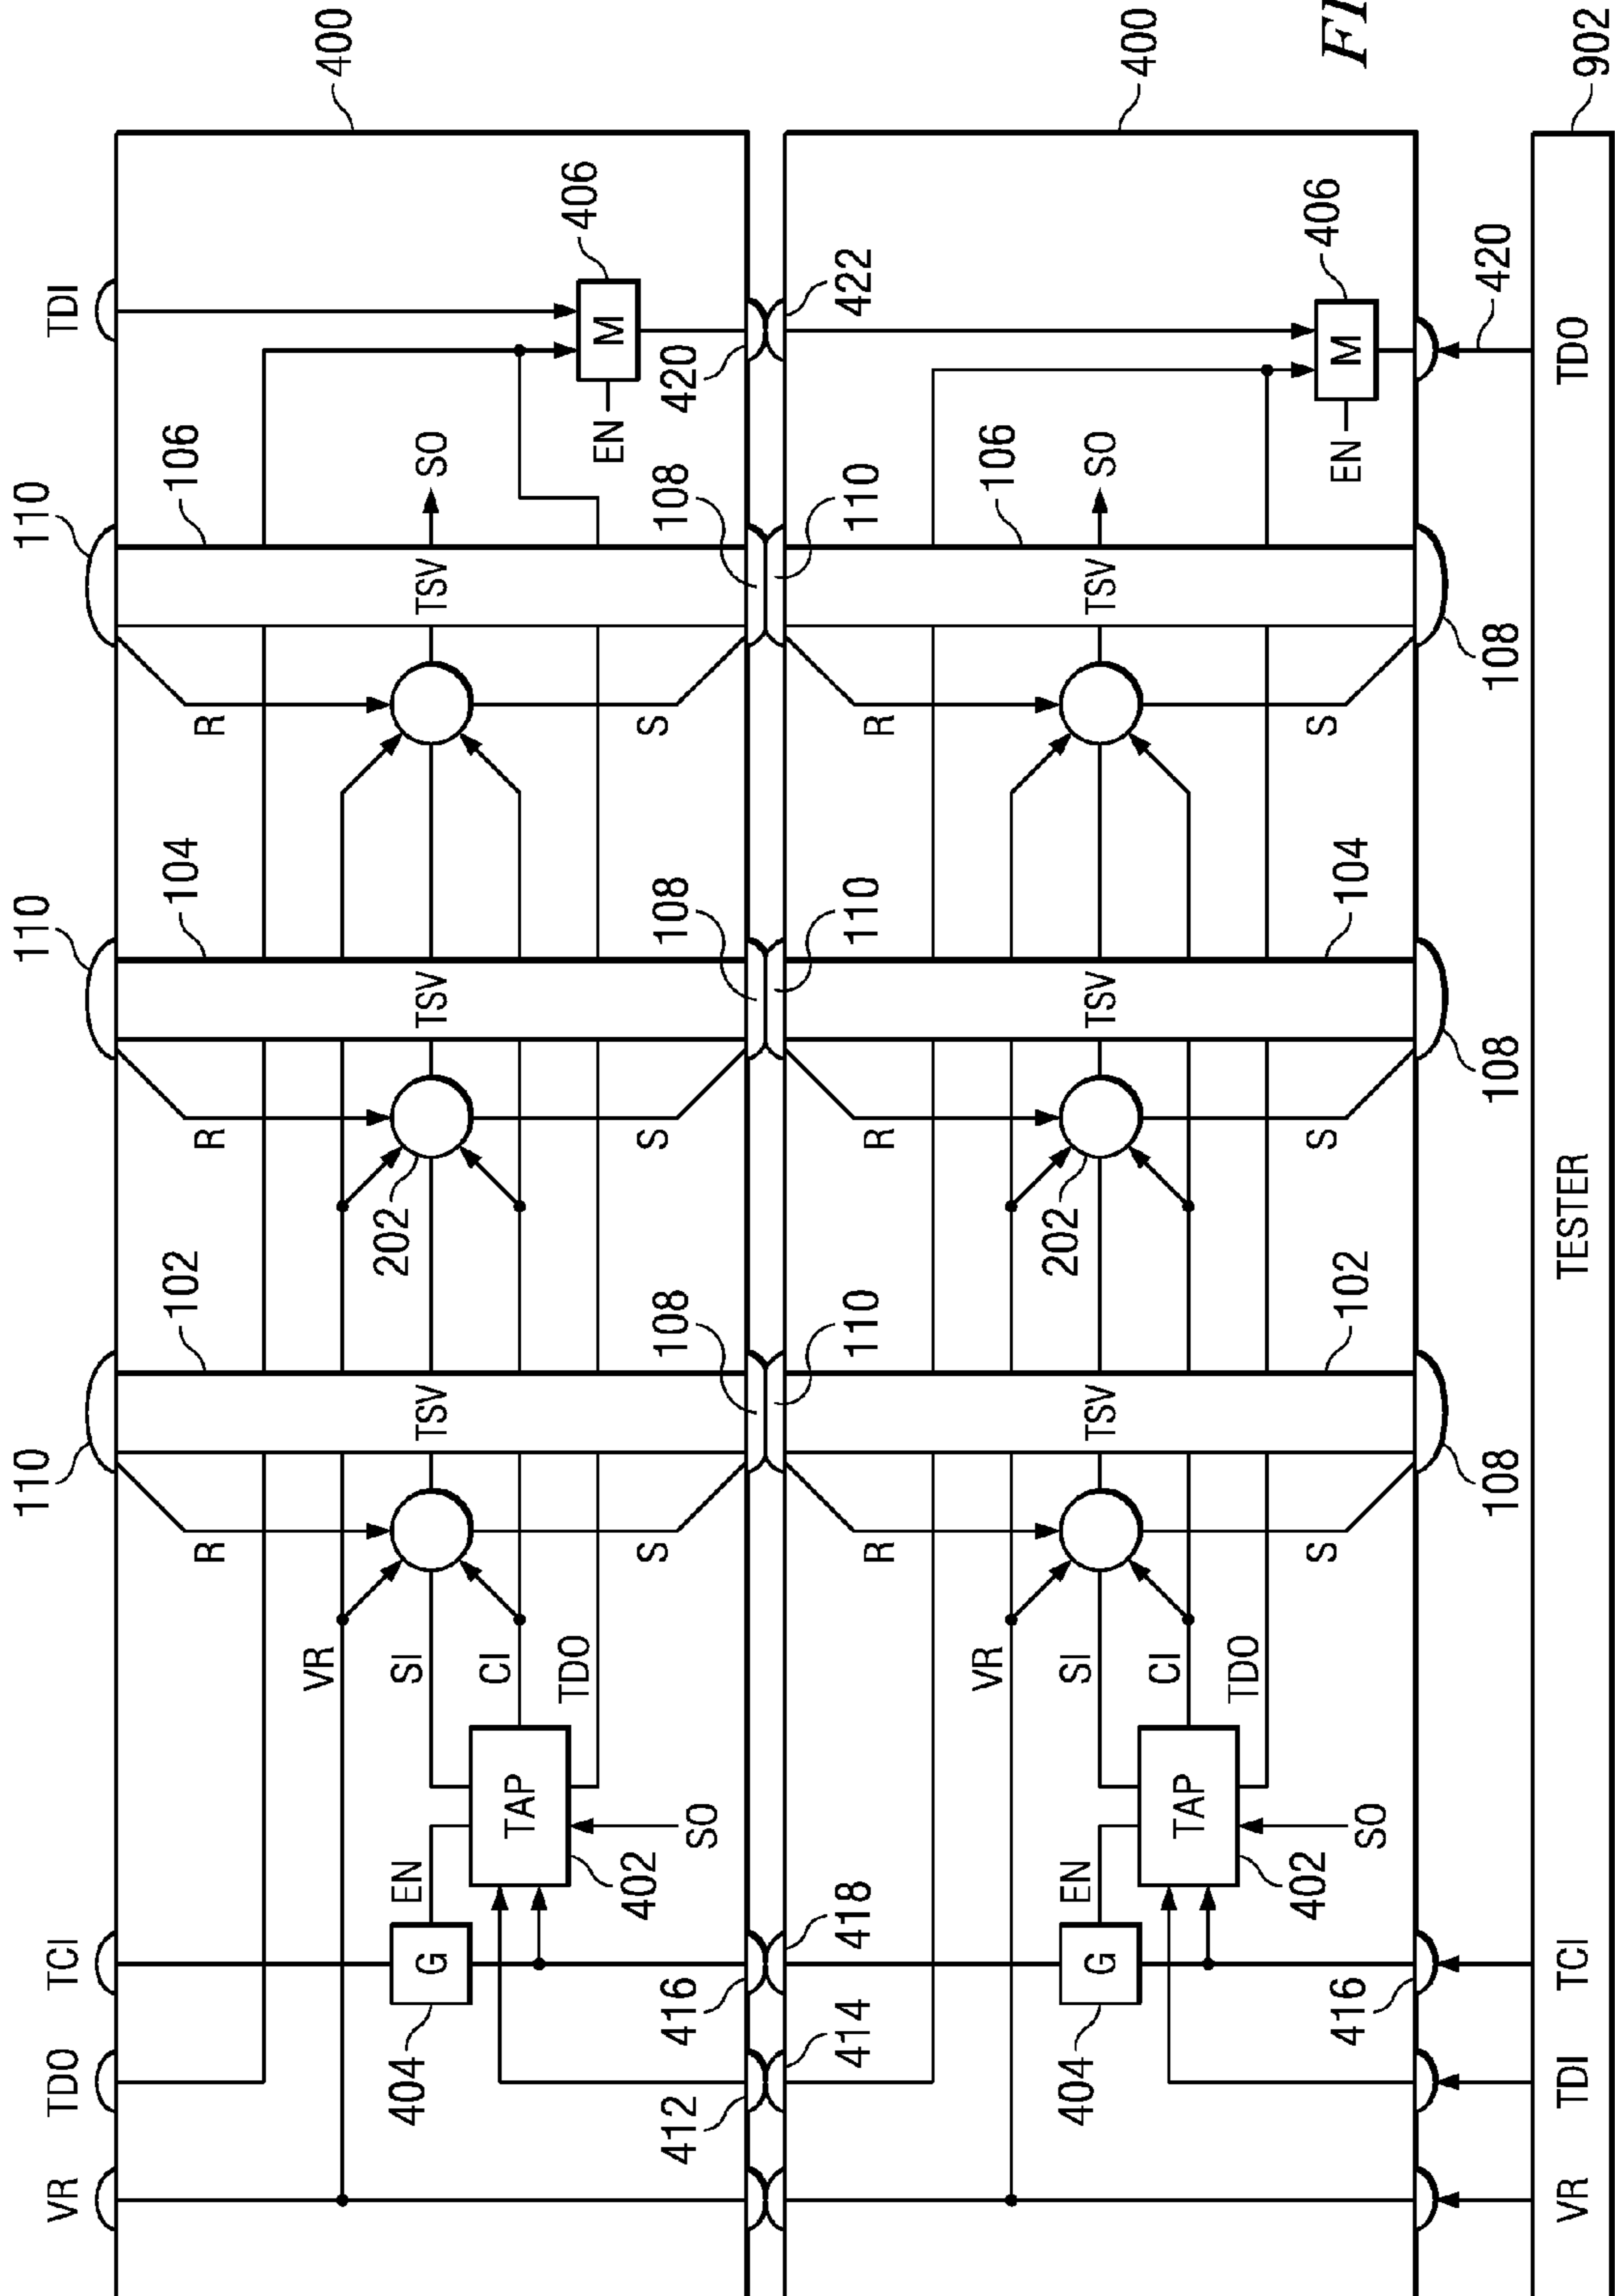 VR
TDO
TCI
110
110
110
TDI
400
102
104
106
R
R
R
VR
404
G
EN
SI
TSV
202
TSV
TSV
SO
TAP
CI
402
TDO
EN
M
406
SO
S
S
S
412
416
108
108
108
420
414
418
110
110
110
422
400
R
R
R
VR
106
404
G
EN
SI
TSV
202
TSV
TSV
SO
TAP
CI
402
TDO
416
SO
S
102
S
104
S
EN
M
406
108
108
108
420
VR
TDI
TCI
TESTER
TDO
902